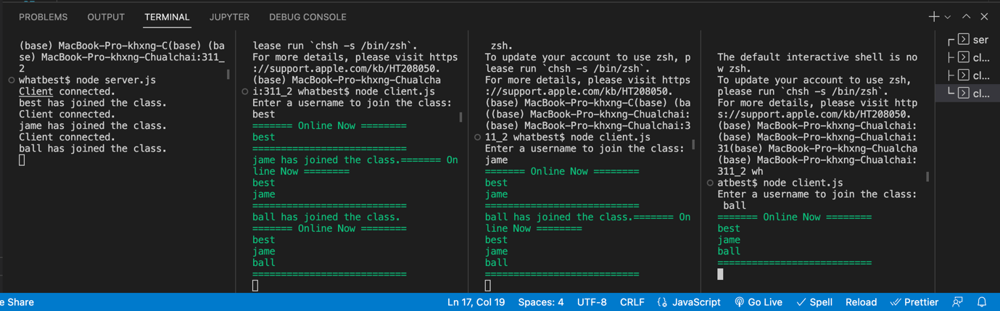 PROBLEMS OUTPUT TERMINAL JUPYTER DEBUG CONSOLE
(base) MacBook-Pro-khxng-C(base) (ba
se) MacBook-Pro-khxng-Chualchai:311_
2
whatbest$ node server.js
Client connected.
best has joined the class.
Client connected.
jame has joined the class.
Client connected.
ball has joined the class.
lease run `chsh -s /bin/zsh`.
For more details, please visit https
://support.apple.com/kb/HT208050.
(base) MacBook-Pro-khxng-Chualcha
i:311_2 whatbest$ node client.js
Enter a username to join the class:
best
======= Online Now ========
best
===========================
jame has joined the class.======= On
line Now ========
best
jame
===========================
ball has joined the class.
======= Online Now ========
best
jame
ball
===========================
zsh.
To update your account to use zsh, p
lease run `chsh -s /bin/zsh`.
For more details, please visit https
://support.apple.com/kb/HT208050.
(base) MacBook-Pro-khxng-C(base) (ba
((base) MacBook-Pro-khxng-Chualchai:
(base) MacBook-Pro-khxng-Chualchai:3
11_2 whatbest$ node client.js
Enter a username to join the class:
jame
======= Online Now ========
best
jame
===========================
ball has joined the class.======= On
line Now ========
best
jame
ball
===========================
The default interactive shell is no
w zsh.
To update your account to use zsh,
please run `chsh -s /bin/zsh`.
For more details, please visit http
s://support.apple.com/kb/HT208050.
(base) MacBook-Pro-khxng-Chualchai:
(base) MacBook-Pro-khxng-Chualchai:
31(base) MacBook-Pro-khxng-Chualcha
(base) MacBook-Pro-khxng-Chualchai:
311_2 wh
atbest$ node client.js
Enter a username to join the class:
ball
======= Online Now ========
best
jame
ball
===========================
ser
cl...
cl...
cl...
e Share Ln 17, Col 19 Spaces: 4 UTF-8 CRLF JavaScript Go Live Spell Reload Prettier